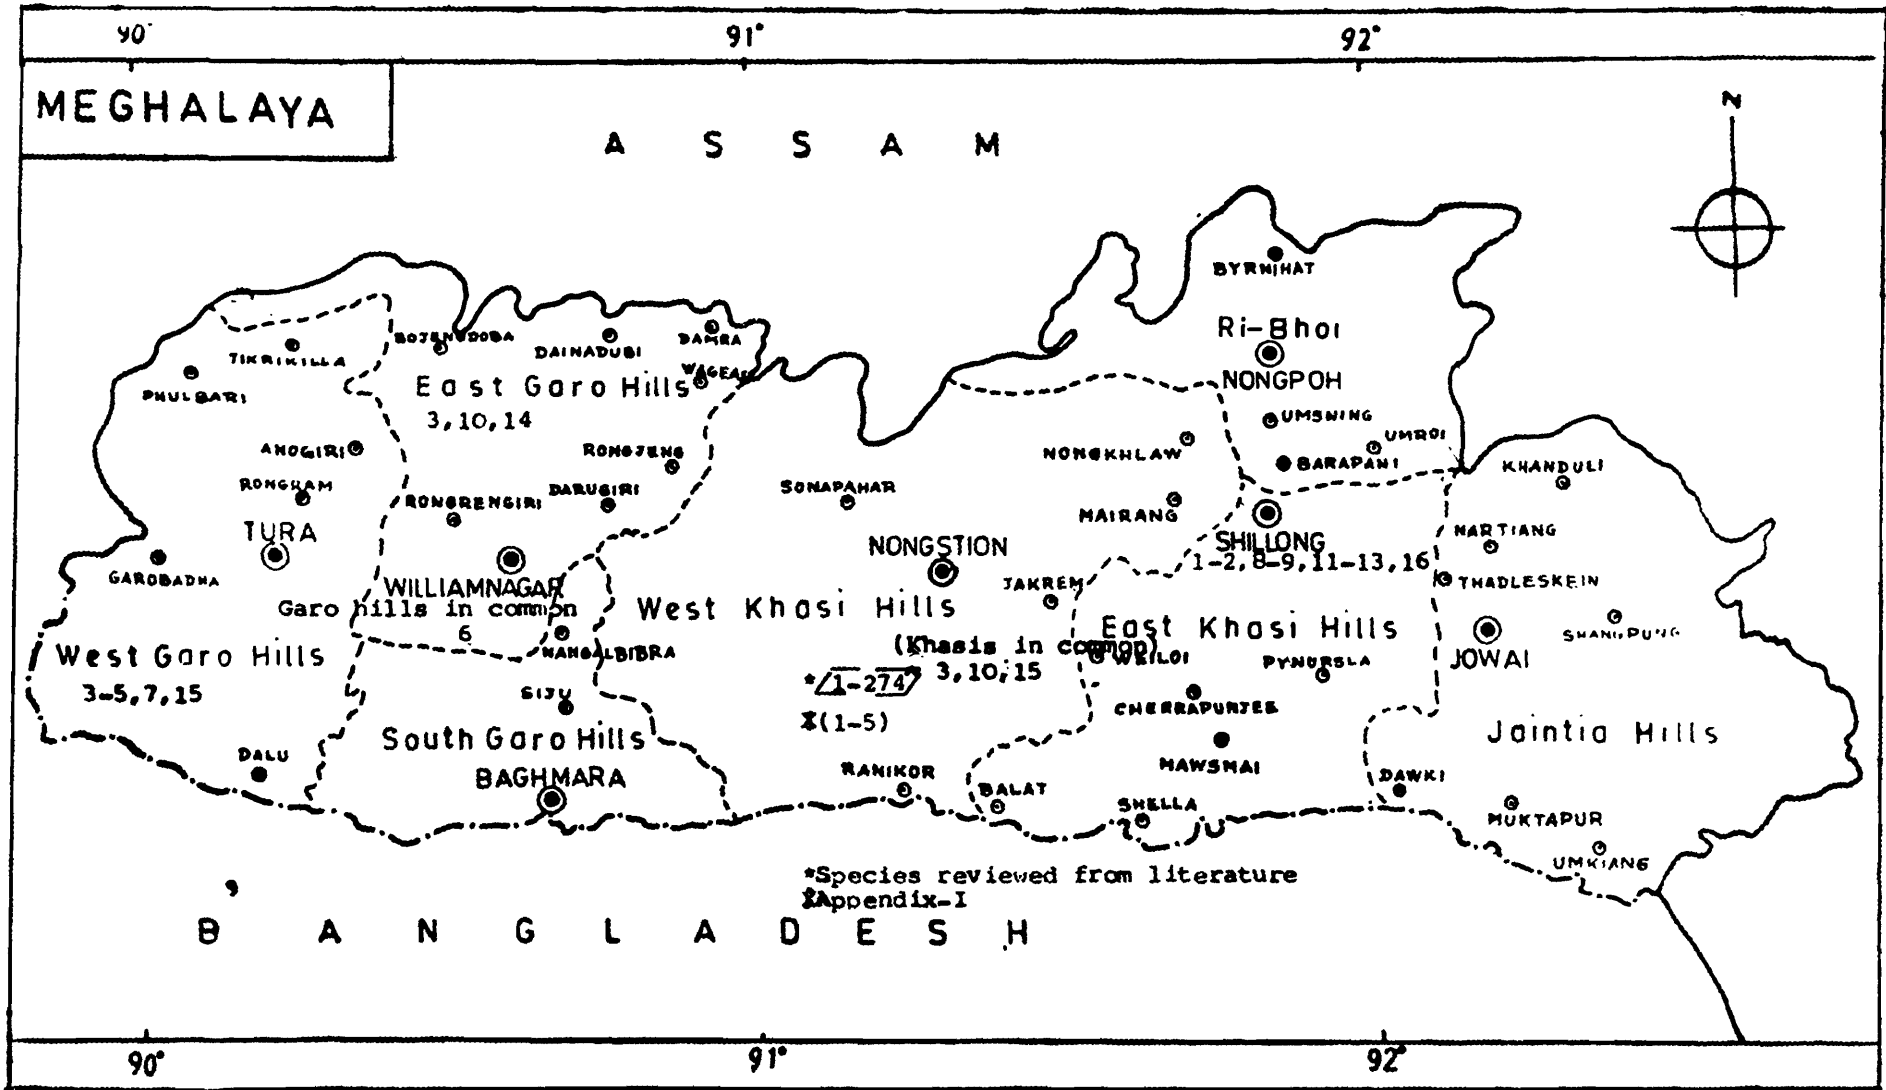 90°
91°
92°
MEGHALAYA
N
ASSAM
BYRNIHAT
Ri-Bhoi
NONGPOH
BOJENGDOBA
DAINADUBI
DAMRA
TIKRIKILLA
PHULBARI
East Garo Hills
3,10,14
UMSNING
UMROI
BARAPANI
KHANDULI
ANOGIRI
RONGJENG
NONGKHLAW
RONGRAM
RONGRENGIRI
DARUGIRI
SONAPAHAR
MAIRANG
NARTIANG
TURA
NONGSTION
SHILLONG
1-2,8-9,11-13,16
GAROBADHA
WILLIAMNAGAR
JAKREM
THADLESKEIN
Garo hills in common
6
West Khasi Hills
East Khasi Hills
SHANGPUNG
West Garo Hills
3-5,7,15
NANGALBIBRA
(Khasis in common)
3,10,15
WEILOI
PYNURSLA
JOWAI
*/1-274/
(1-5)
SIJU
CHERRAPUNJEE
South Garo Hills
Jaintia Hills
DALU
BAGHMARA
RANIKOR
BALAT
MAWSMAI
SHELLA
DAWKI
MUKTAPUR
UMKIANG
*Species reviewed from literature
Appendix-I
BANGLADESH
90°
91°
92°